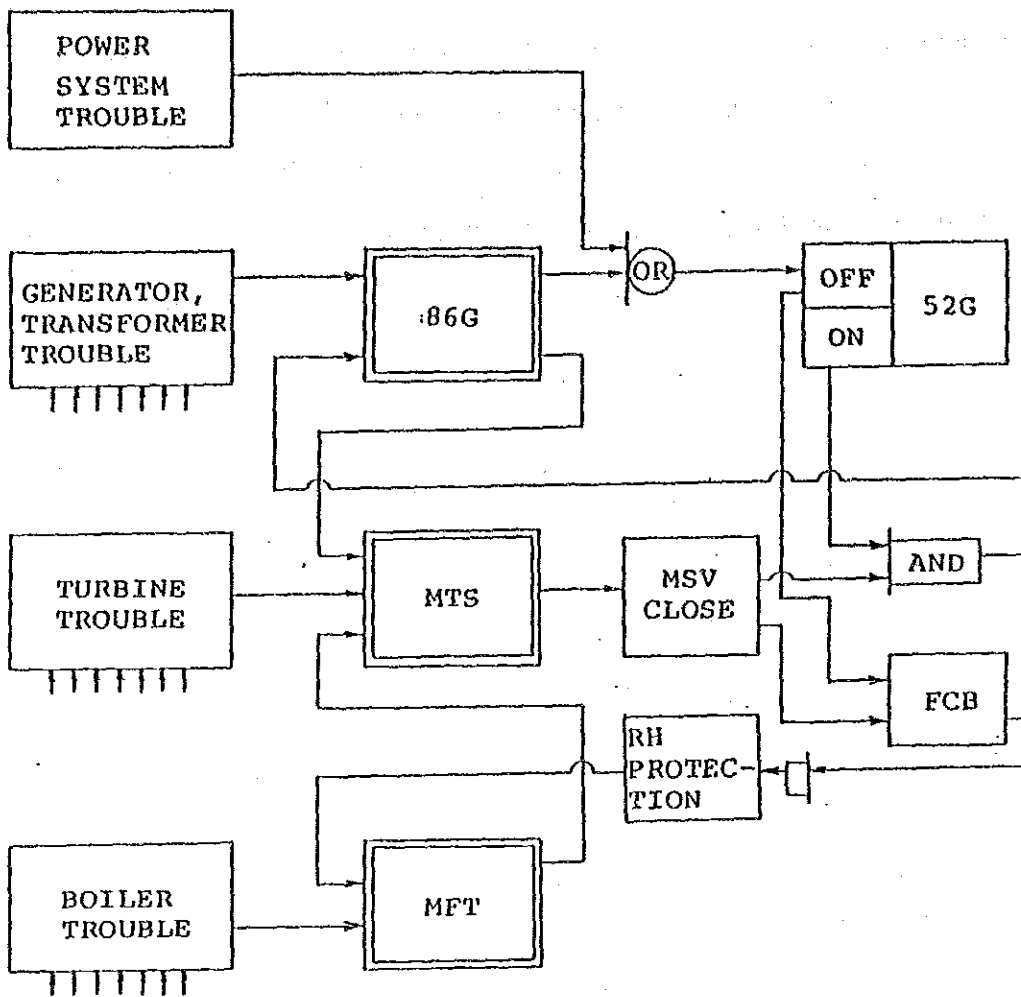 POWER
SYSTEM
TROUBLE
GENERATOR,
TRANSFORMER
TROUBLE
86G
OR
OFF
ON
52G
TURBINE
TROUBLE
MTS
MSV
CLOSE
AND
FCB
RH
PROTEC-
TION
BOILER
TROUBLE
MFT